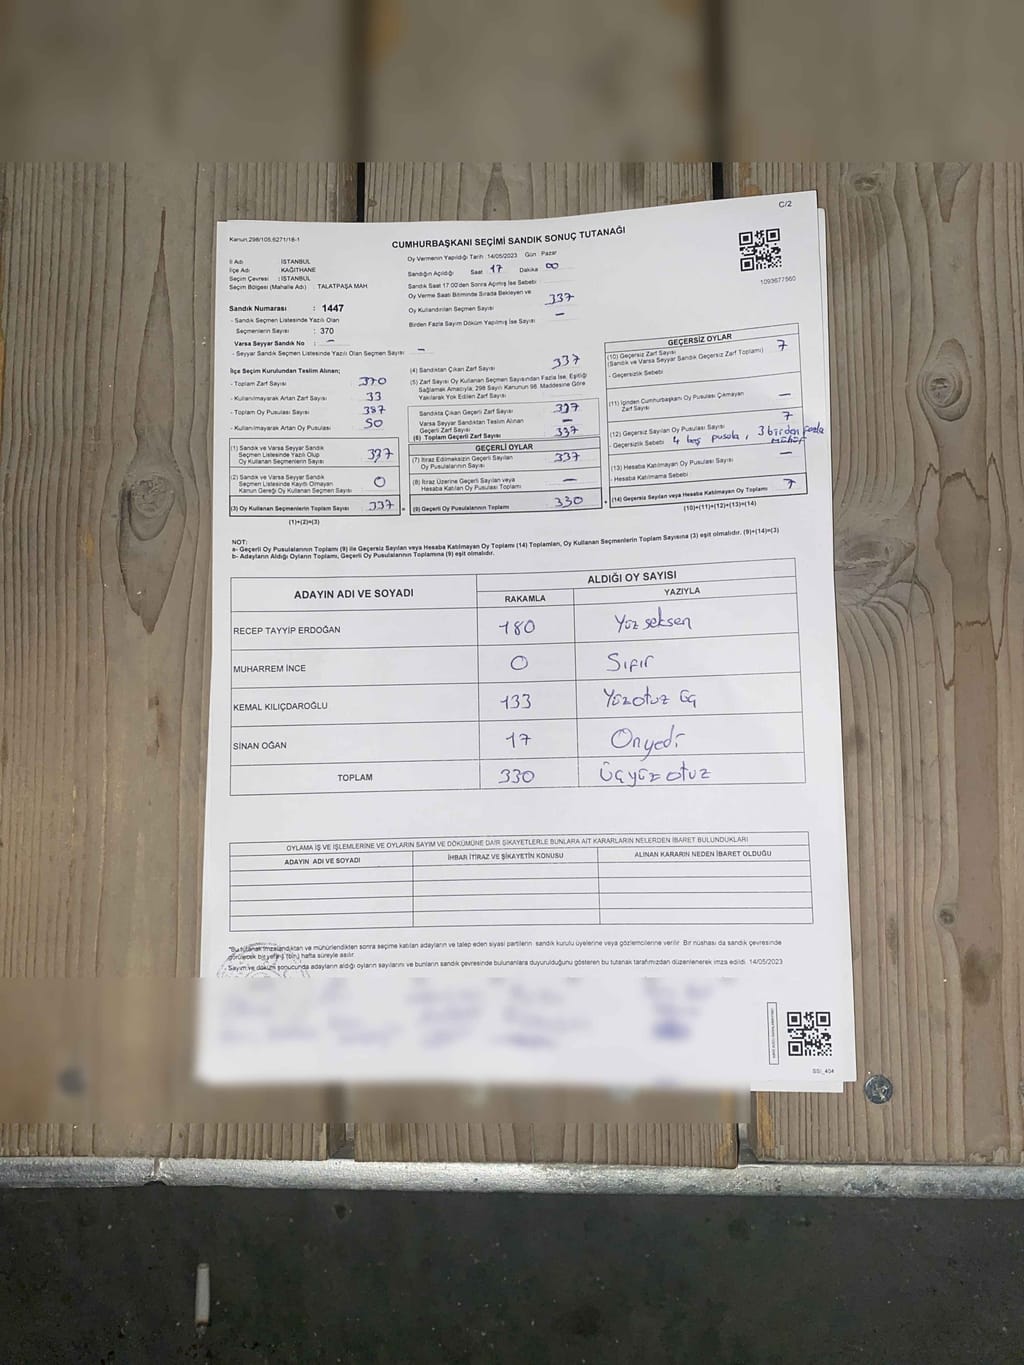 C/2
Kanun;298/105,6271/18-1
CUMHURBAŞKANI SEÇİMİ SANDIK SONUÇ TUTANAĞI
İl Adı : İSTANBUL
İlçe Adı : KAĞITHANE
Seçim Çevresi : İSTANBUL
Seçim Bölgesi (Mahalle Adı) : TALATPAŞA MAH
Oy Vermenin Yapıldığı Tarih :14/05/2023 Gün Pazar
Sandığın Açıldığı Saat 17 Dakika 00
Sandık Saat 17:00'den Sonra Açılmış İse Sebebi
Oy Verme Saati Bitiminde Sırada Bekleyen ve
Oy Kullandırılan Seçmen Sayısı 337
Birden Fazla Sayım Döküm Yapılmış İse Sayısı —
1093677560
Sandık Numarası : 1447
- Sandık Seçmen Listesinde Yazılı Olan
Seçmenlerin Sayısı : 370
Varsa Seyyar Sandık No : —
- Seyyar Sandık Seçmen Listesinde Yazılı Olan Seçmen Sayısı : —
İlçe Seçim Kurulundan Teslim Alınan;
- Toplam Zarf Sayısı 370
- Kullanılmayarak Artan Zarf Sayısı 33
- Toplam Oy Pusulası Sayısı 387
- Kullanılmayarak Artan Oy Pusulası 50
(1) Sandık ve Varsa Seyyar Sandık
Seçmen Listesinde Yazılı Olup
Oy Kullanan Seçmenlerin Sayısı 337
(2) Sandık ve Varsa Seyyar Sandık
Seçmen Listesinde Kayıtlı Olmayan
Kanun Gereği Oy Kullanan Seçmen Sayısı 0
(3) Oy Kullanan Seçmenlerin Toplam Sayısı 337
(1)+(2)=(3)
(4) Sandıktan Çıkan Zarf Sayısı 337
(5) Zarf Sayısı Oy Kullanan Seçmen Sayısından Fazla İse, Eşitliği
Sağlamak Amacıyla; 298 Sayılı Kanunun 98. Maddesine Göre
Yakılarak Yok Edilen Zarf Sayısı
Sandıkta Çıkan Geçerli Zarf Sayısı 337
Varsa Seyyar Sandıktan Teslim Alınan
Geçerli Zarf Sayısı —
(6) Toplam Geçerli Zarf Sayısı 337
GEÇERLİ OYLAR
(7) İtiraz Edilmeksizin Geçerli Sayılan
Oy Pusulalarının Sayısı 337
(8) İtiraz Üzerine Geçerli Sayılan veya
Hesaba Katılan Oy Pusulası Toplamı —
(9) Geçerli Oy Pusulalarının Toplamı 330
GEÇERSİZ OYLAR
(10) Geçersiz Zarf Sayısı
(Sandık ve Varsa Seyyar Sandık Geçersiz Zarf Toplamı) 7
- Geçersizlik Sebebi
(11) İçinden Cumhurbaşkanı Oy Pusulası Çıkmayan
Zarf Sayısı —
(12) Geçersiz Sayılan Oy Pusulası Sayısı 7
- Geçersizlik Sebebi 4 boş pusula, 3 birden fazla
mühür
(13) Hesaba Katılmayan Oy Pusulası Sayısı —
- Hesaba Katılmama Sebebi
(14) Geçersiz Sayılan veya Hesaba Katılmayan Oy Toplamı 7
(10)+(11)+(12)+(13)=(14)
NOT:
a- Geçerli Oy Pusulalarının Toplamı (9) ile Geçersiz Sayılan veya Hesaba Katılmayan Oy Toplamı (14) Toplamları, Oy Kullanan Seçmenlerin Toplam Sayısına (3) eşit olmalıdır. (9)+(14)=(3)
b- Adayların Aldığı Oyların Toplamı, Geçerli Oy Pusulalarının Toplamına (9) eşit olmalıdır.
ADAYIN ADI VE SOYADI ALDIĞI OY SAYISI
RAKAMLA YAZIYLA
RECEP TAYYİP ERDOĞAN 180 Yüz seksen
MUHARREM İNCE 0 Sıfır
KEMAL KILIÇDAROĞLU 133 Yüzotuz üç
SİNAN OĞAN 17 Onyedi
TOPLAM 330 Üçyüz otuz
OYLAMA İŞ VE İŞLEMLERİNE VE OYLARIN SAYIM VE DÖKÜMÜNE DAİR ŞİKAYETLERLE BUNLARA AİT KARARLARIN NELERDEN İBARET BULUNDUKLARI
ADAYIN ADI VE SOYADI İHBAR İTİRAZ VE ŞİKAYETİN KONUSU ALINAN KARARIN NEDEN İBARET OLDUĞU
*Bu tutanak imzalandıktan ve mühürlendikten sonra seçime katılan adayların ve talep eden siyasi partilerin sandık kurulu üyelerine veya gözlemcilerine verilir. Bir nüshası da sandık çevresinde
görülecek bir yere 1 (bir) hafta süreyle asılır.
Sayım ve döküm sonucunda adayların aldığı oyların sayılarını ve bunların sandık çevresinde bulunanlara duyurulduğunu gösteren bu tutanak tarafımızdan düzenlenerek imza edildi. 14/05/2023
SSİ_404